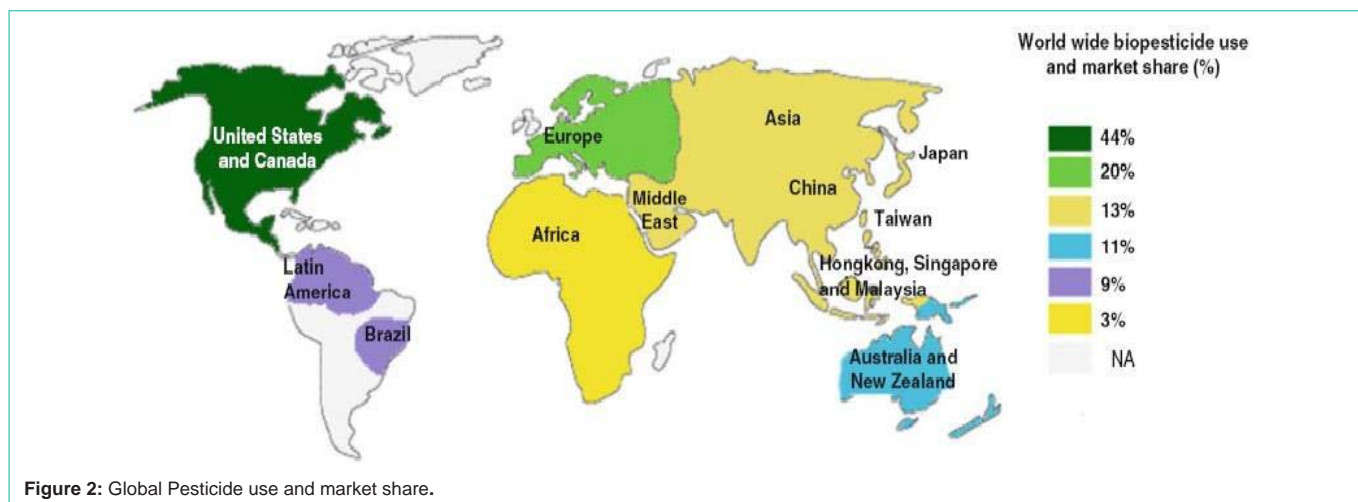 World wide biopesticide use
and market share (%)
44%
20%
13%
11%
9%
3%
NA
United States
and Canada
Europe
Asia
Japan
China
Middle
East
Taiwan
Africa
Hongkong, Singapore
and Malaysia
Latin
America
Brazil
Australia and
New Zealand
Figure 2: Global Pesticide use and market share.